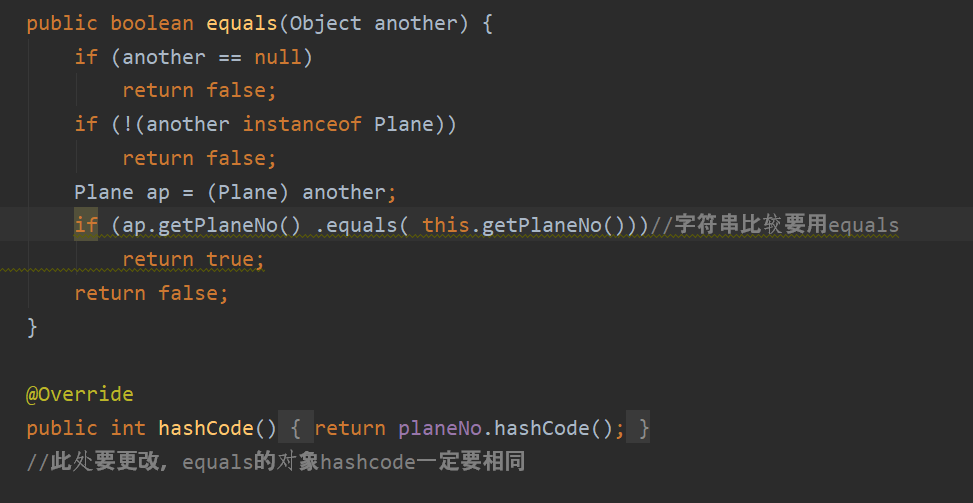 public boolean equals(Object another) {
if (another == null)
return false;
if (!(another instanceof Plane))
return false;
Plane ap = (Plane) another;
if (ap.getPlaneNo() .equals( this.getPlaneNo()))//字符串比较要用equals
return true;
return false;
}
@Override
public int hashCode() { return planeNo.hashCode(); }
//此处要更改，equals的对象hashcode一定要相同